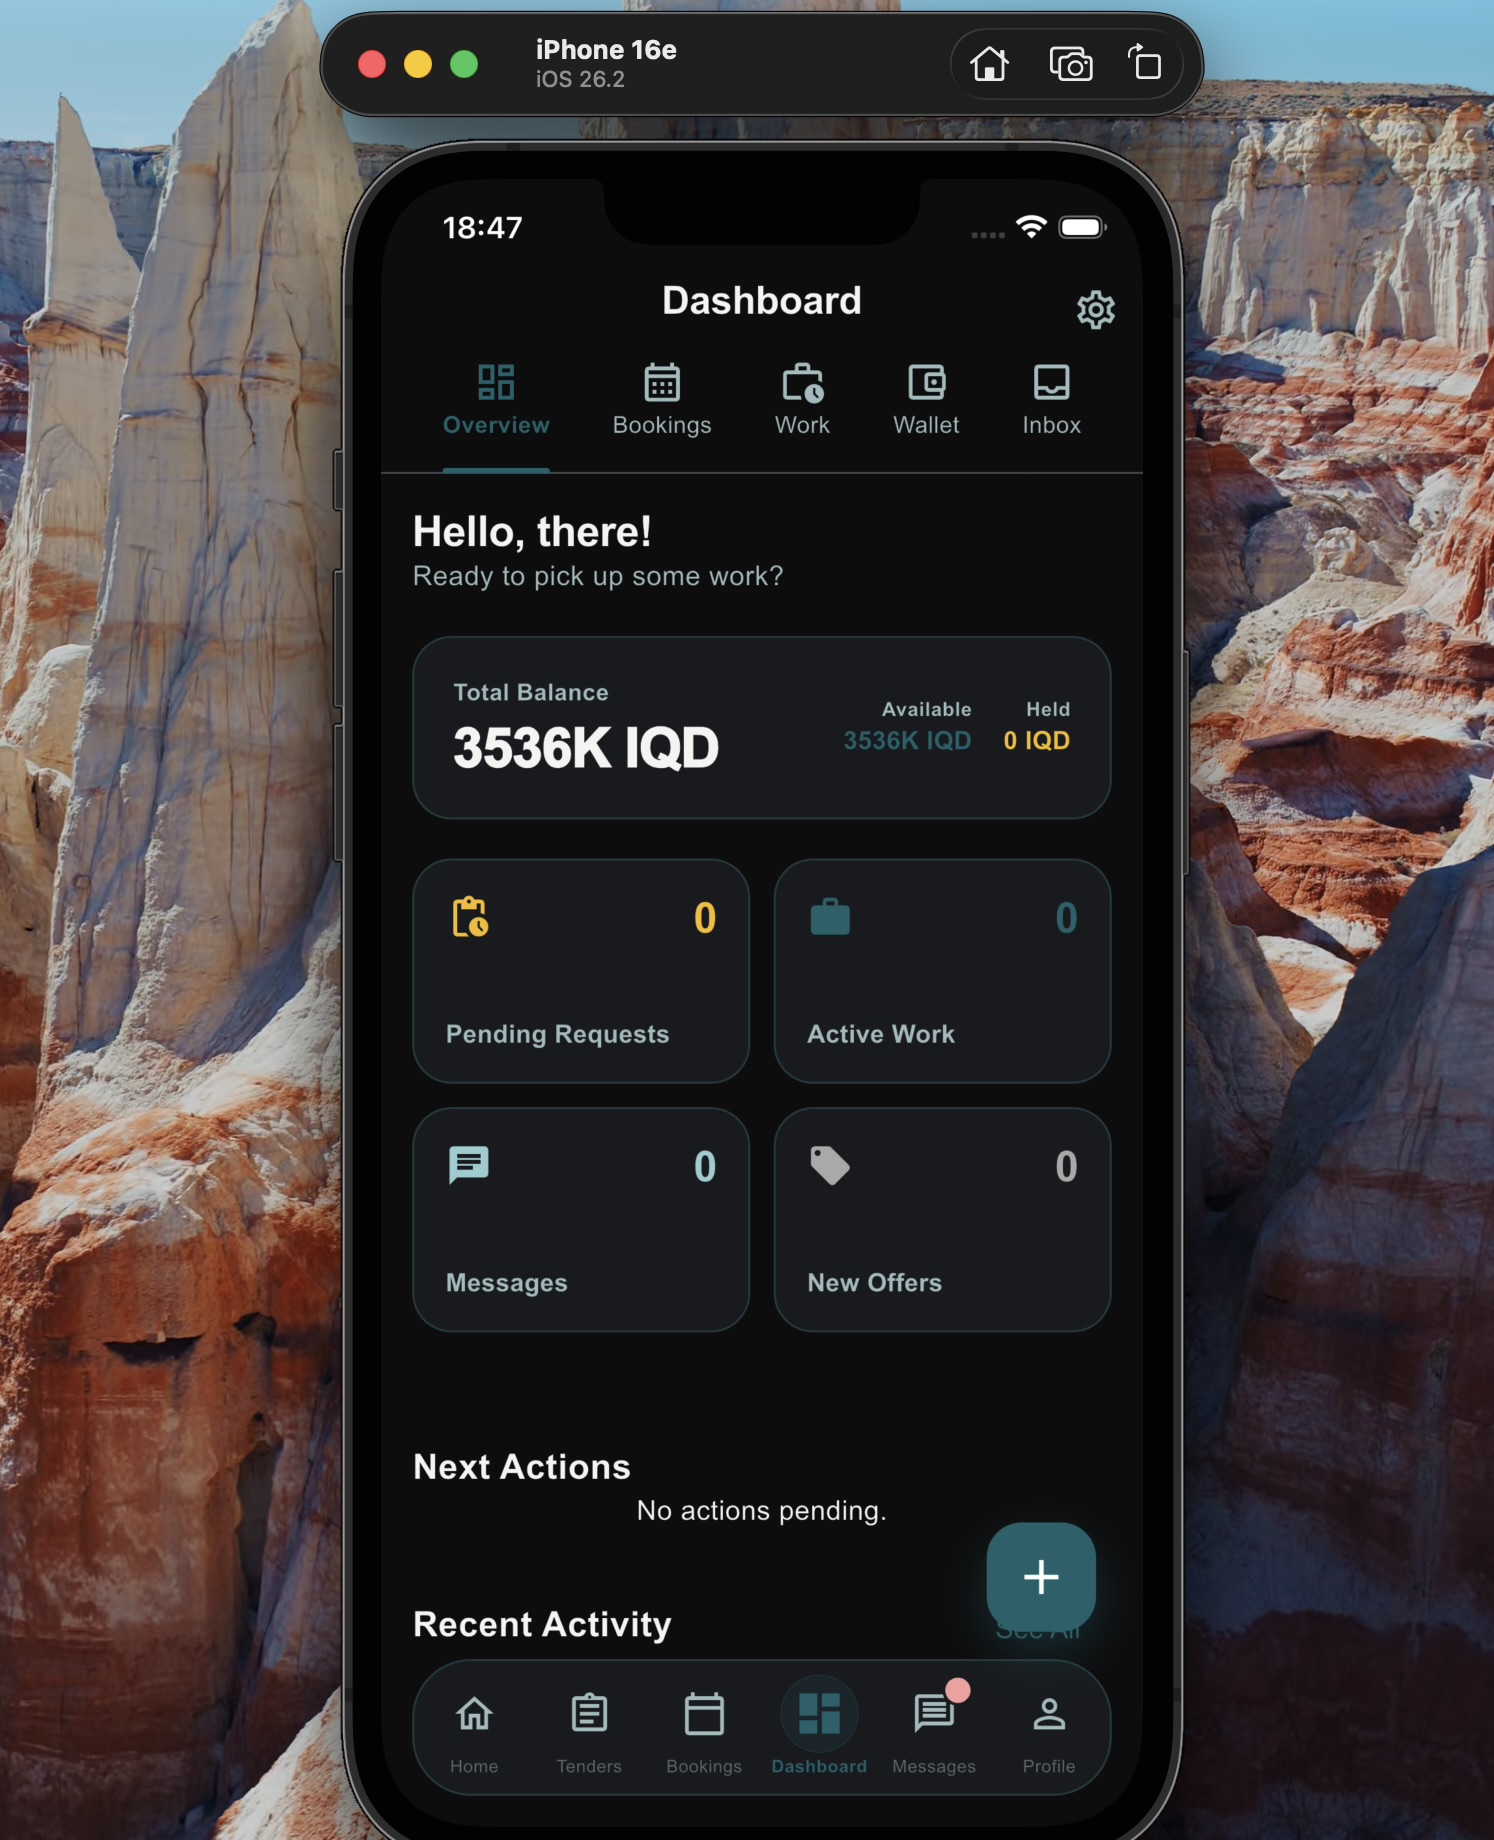 iPhone 16e
iOS 26.2
18:47
Dashboard
Overview Bookings Work Wallet Inbox
Hello, there!
Ready to pick up some work?
Total Balance
3536K IQD
Available Held
3536K IQD 0 IQD
0 0
Pending Requests Active Work
0 0
Messages New Offers
Next Actions
No actions pending.
Recent Activity
See All
Home Tenders Bookings Dashboard Messages Profile